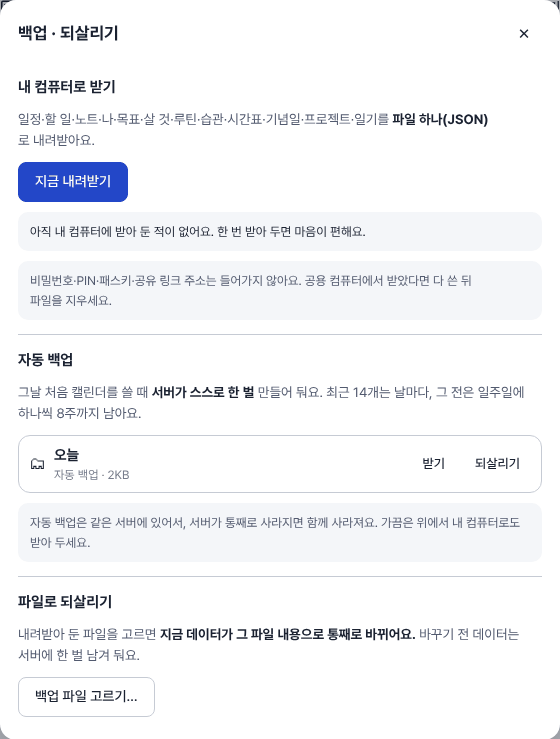 백업 · 되살리기
×
내 컴퓨터로 받기
일정·할 일·노트·나·목표·살 것·루틴·습관·시간표·기념일·프로젝트·일기를 파일 하나(JSON)
로 내려받아요.
지금 내려받기
아직 내 컴퓨터에 받아 둔 적이 없어요. 한 번 받아 두면 마음이 편해요.
비밀번호·PIN·패스키·공유 링크 주소는 들어가지 않아요. 공용 컴퓨터에서 받았다면 다 쓴 뒤
파일을 지우세요.
자동 백업
그날 처음 캘린더를 쓸 때 서버가 스스로 한 벌 만들어 둬요. 최근 14개는 날마다, 그 전은 일주일에
하나씩 8주까지 남아요.
오늘
자동 백업 · 2KB
받기
되살리기
자동 백업은 같은 서버에 있어서, 서버가 통째로 사라지면 함께 사라져요. 가끔은 위에서 내 컴퓨터로도
받아 두세요.
파일로 되살리기
내려받아 둔 파일을 고르면 지금 데이터가 그 파일 내용으로 통째로 바뀌어요. 바꾸기 전 데이터는
서버에 한 벌 남겨 둬요.
백업 파일 고르기…